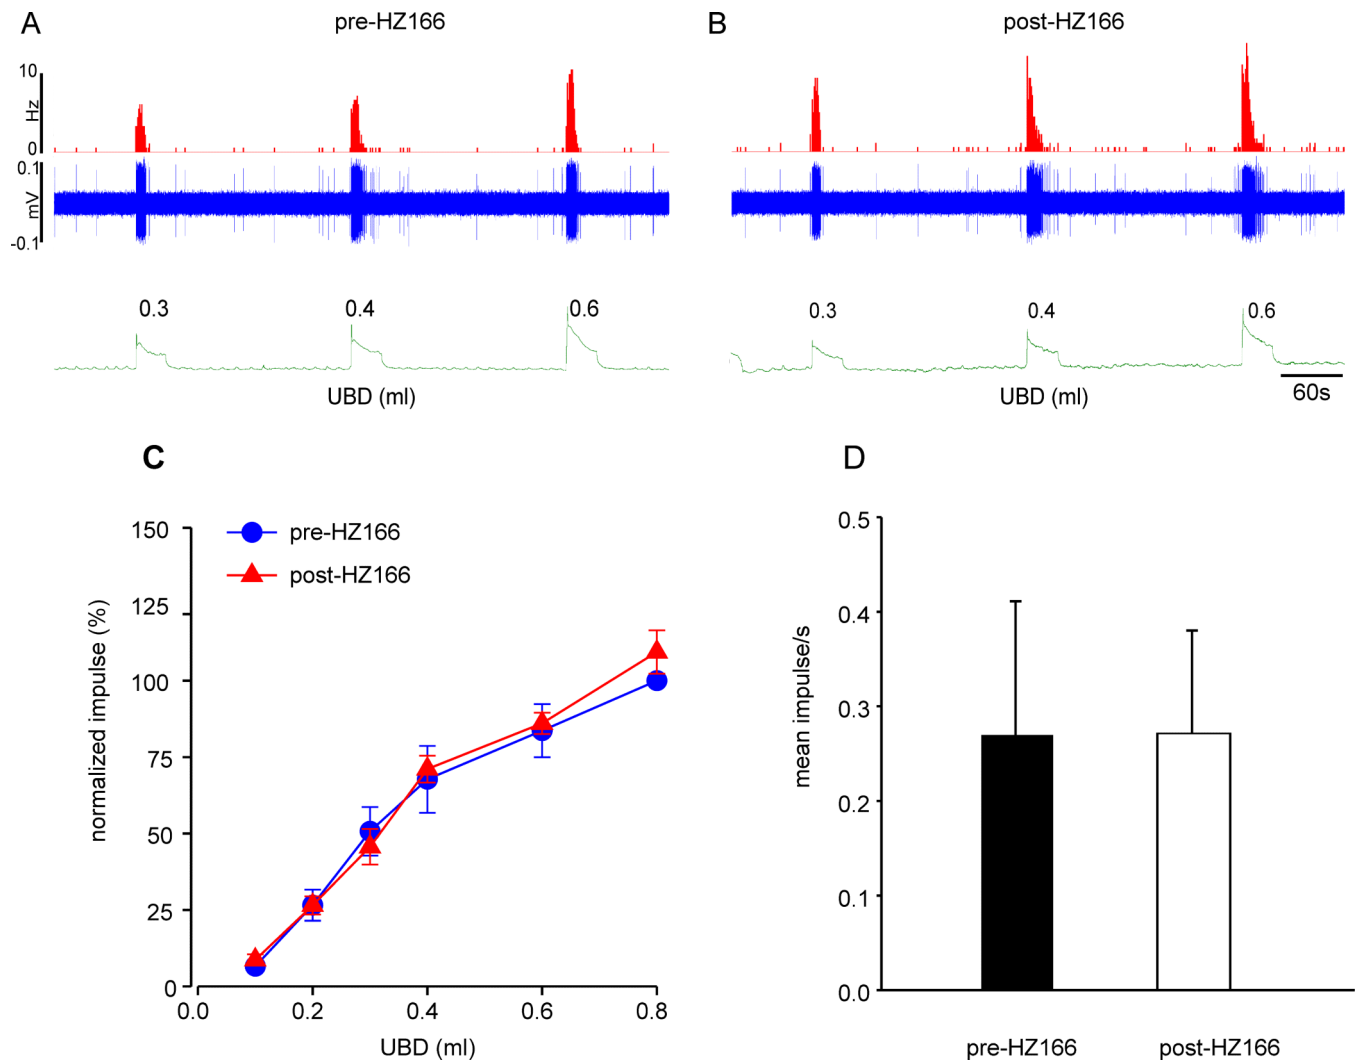 A
pre-HZ166
10
Hz
0
0.1
mV
-0.1
0.3
0.4
0.6
UBD (ml)
B
post-HZ166
0.3
0.4
0.6
60s
UBD (ml)
C
pre-HZ166
post-HZ166
normalized impulse (%)
150
125
100
75
50
25
0
0.0
0.2
0.4
0.6
0.8
UBD (ml)
D
mean impulse/s
0.5
0.4
0.3
0.2
0.1
0.0
pre-HZ166
post-HZ166